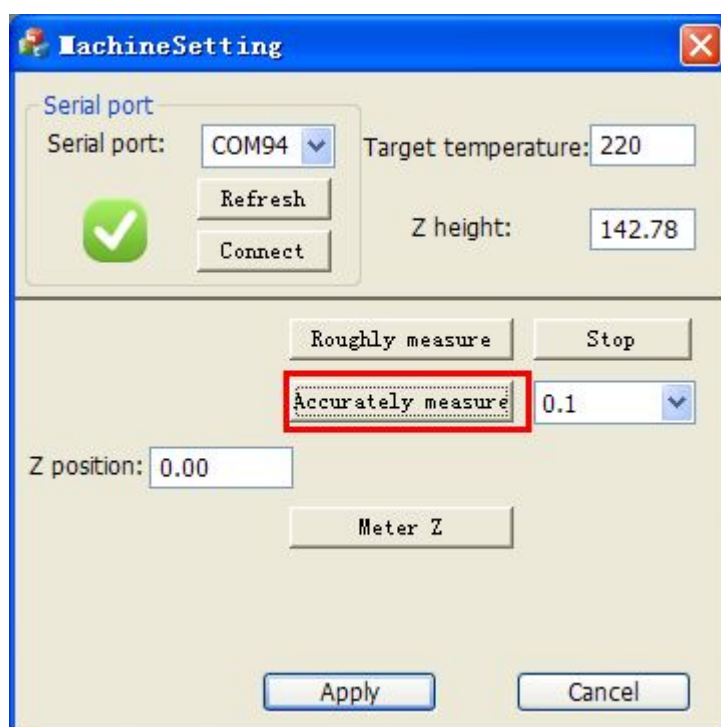 MachineSetting
Serial port
Serial port: COM94 Target temperature: 220
Refresh
Z height: 142.78
Connect
Roughly measure Stop
Accurately measure 0.1
Z position: 0.00
Meter Z
Apply Cancel